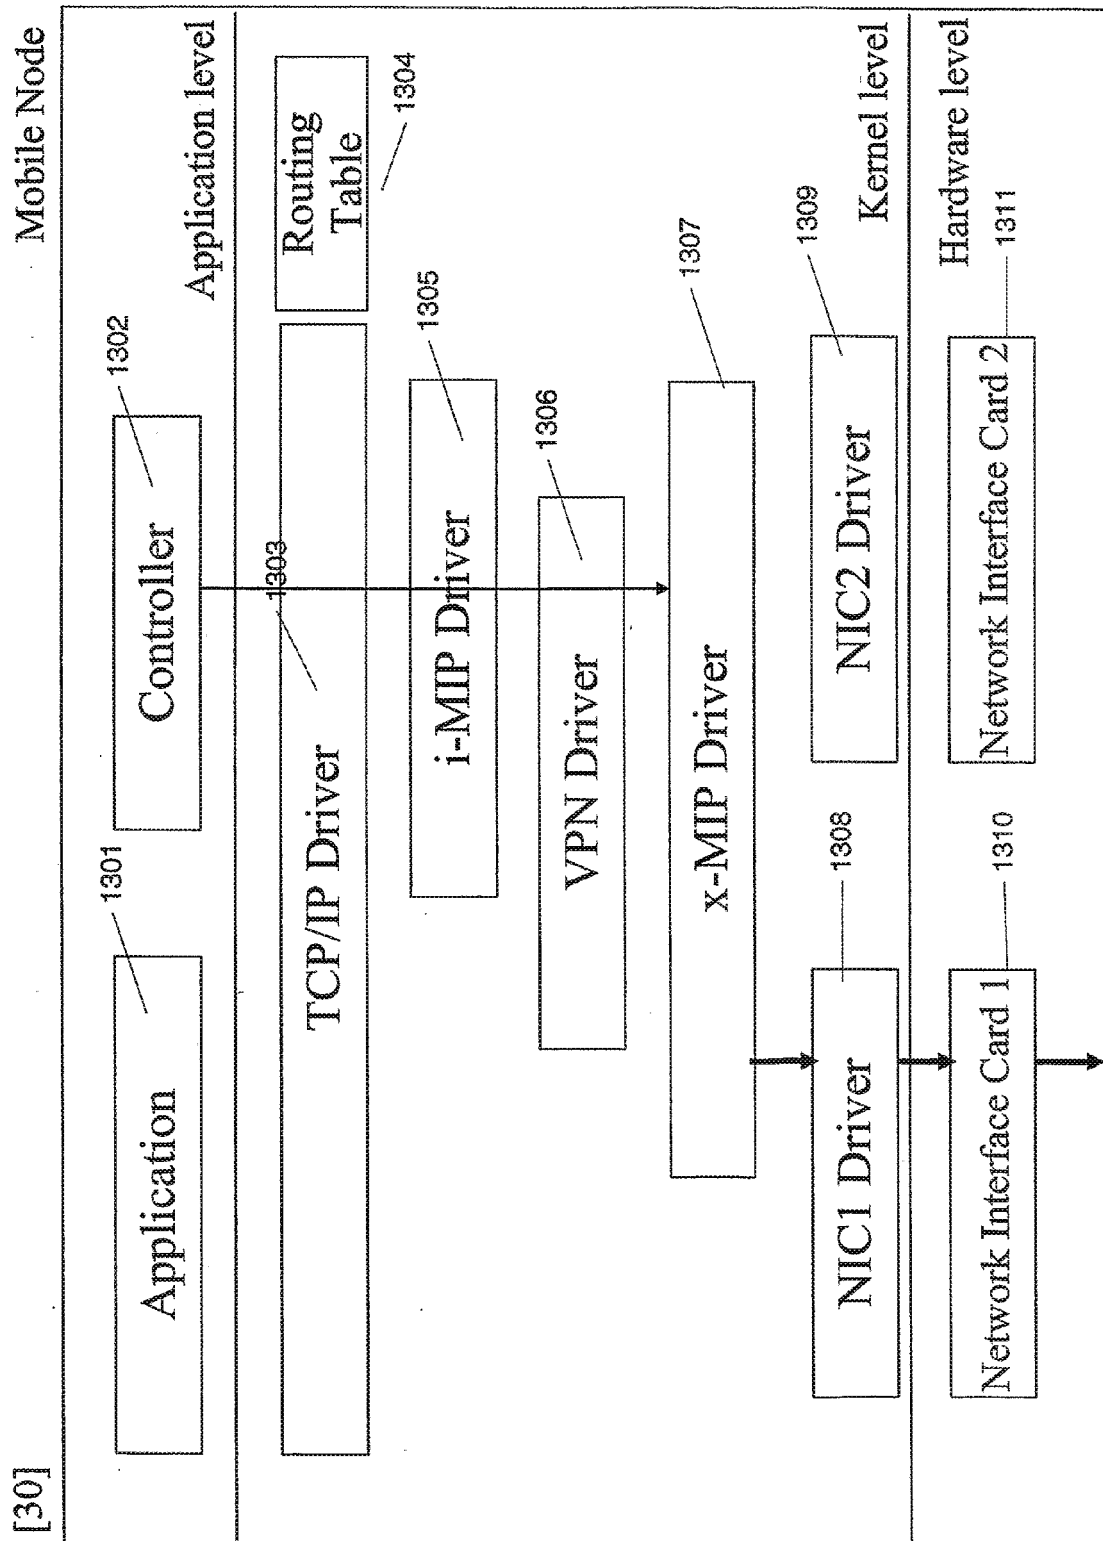 [30]
Mobile Node
Application
1301
Controller
1302
Application level
TCP/IP Driver
1303
Routing
Table
1304
i-MIP Driver
1305
VPN Driver
1306
x-MIP Driver
1307
NIC1 Driver
1308
NIC2 Driver
1309
Kernel level
Network Interface Card 1
1310
Network Interface Card 2
1311
Hardware level